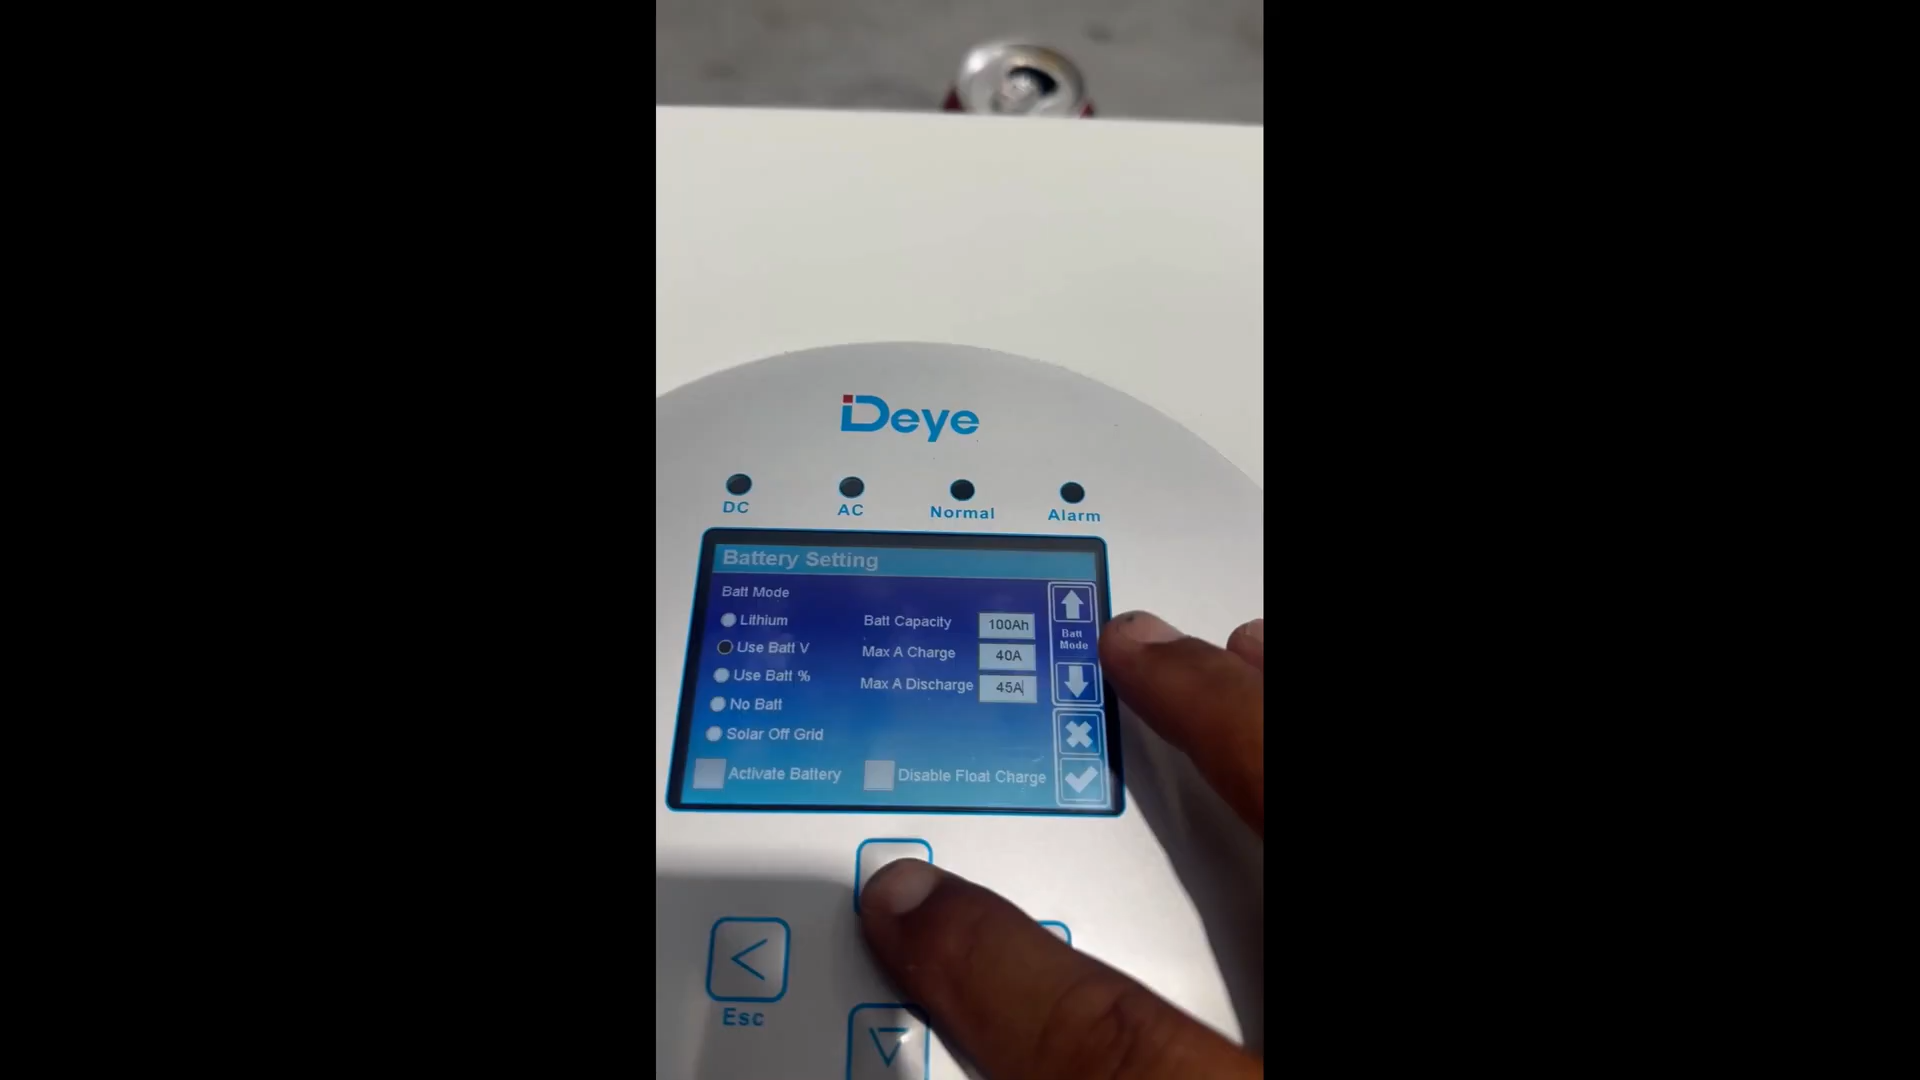 Deye
DC AC Normal Alarm
Battery Setting
Batt Mode
Lithium
Use Batt V
Use Batt %
No Batt
Solar Off Grid
Batt Capacity 100Ah
Max A Charge 40A
Max A Discharge 45A
Activate Battery
Disable Float Charge
Batt
Mode
Esc